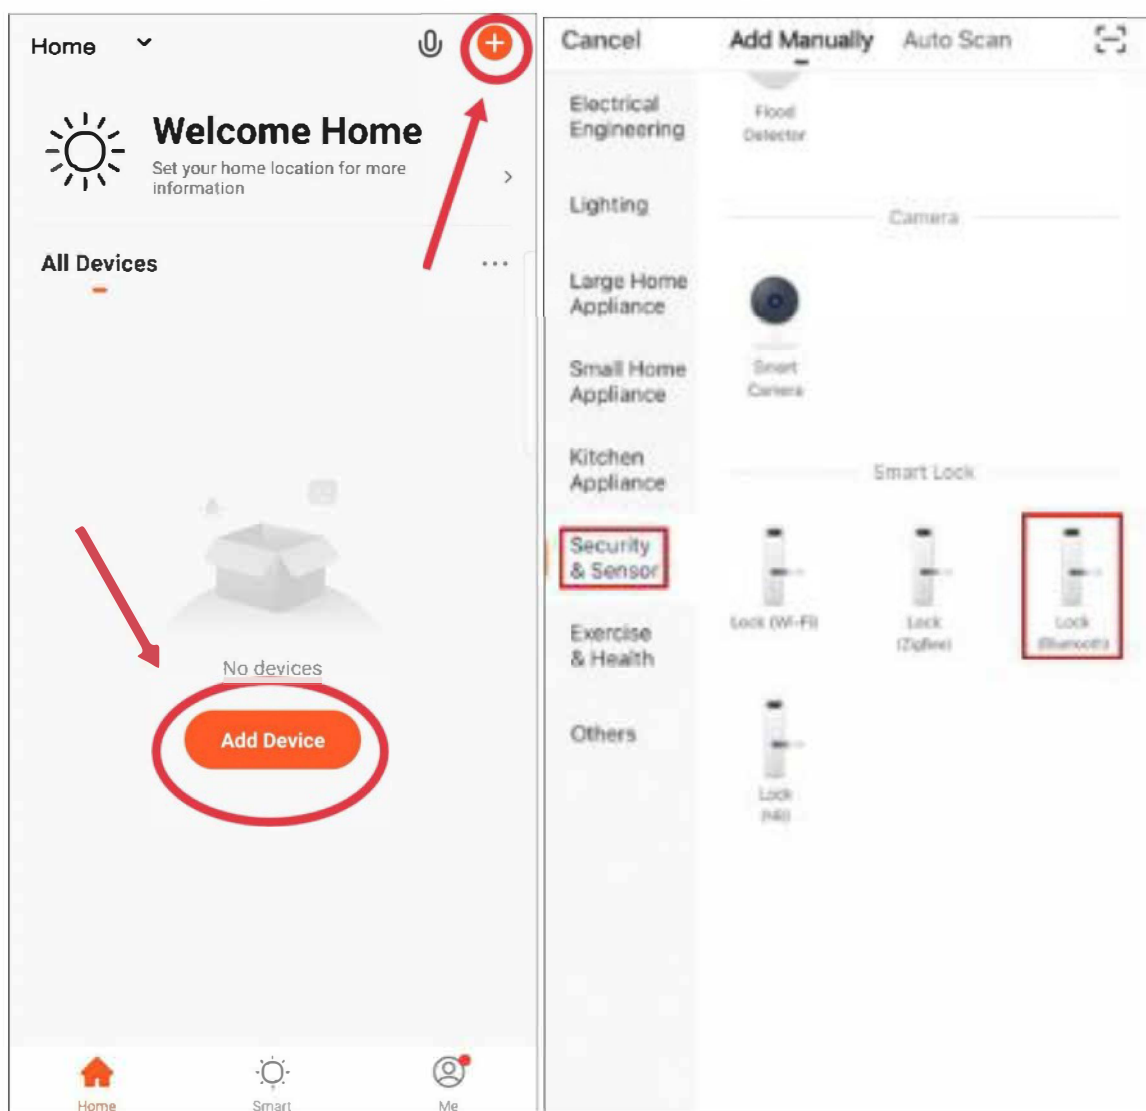 Home
Welcome Home
Set your home location for more
information
All Devices
No devices
Add Device
Home
Smart
Me
Cancel
Add Manually
Auto Scan
Electrical
Engineering
Lighting
Large Home
Appliance
Small Home
Appliance
Kitchen
Appliance
Security
& Sensor
Exercise
& Health
Others
Flood
Detector
Camera
Smart
Camera
Smart Lock
Lock (Wi-Fi)
Lock
(ZigBee)
Lock
(Bluetooth)
Lock